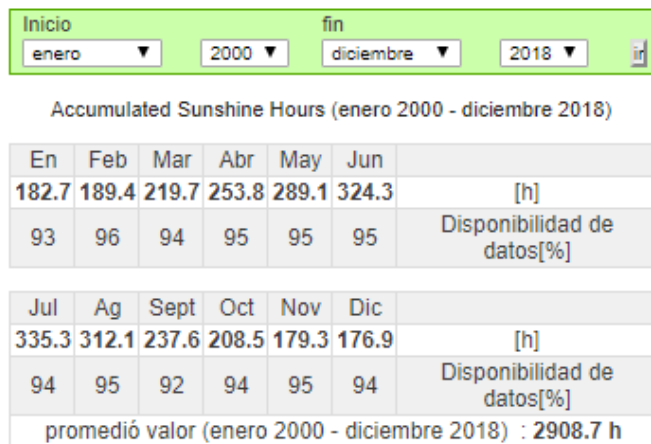 Inicio fin
enero 2000 diciembre 2018 ir
Accumulated Sunshine Hours (enero 2000 - diciembre 2018)
En Feb Mar Abr May Jun
182.7 189.4 219.7 253.8 289.1 324.3 [h]
93 96 94 95 95 95 Disponibilidad de
datos[%]
Jul Ag Sept Oct Nov Dic
335.3 312.1 237.6 208.5 179.3 176.9 [h]
94 95 92 94 95 94 Disponibilidad de
datos[%]
promedió valor (enero 2000 - diciembre 2018) : 2908.7 h